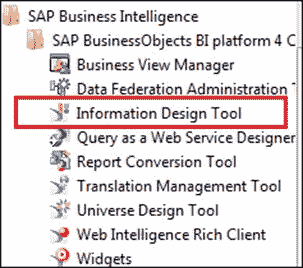 SAP Business Intelligence
SAP BusinessObjects BI platform 4 C
Business View Manager
Data Federation Administration T
Information Design Tool
Query as a Web Service Designer
Report Conversion Tool
Translation Management Tool
Universe Design Tool
Web Intelligence Rich Client
Widgets